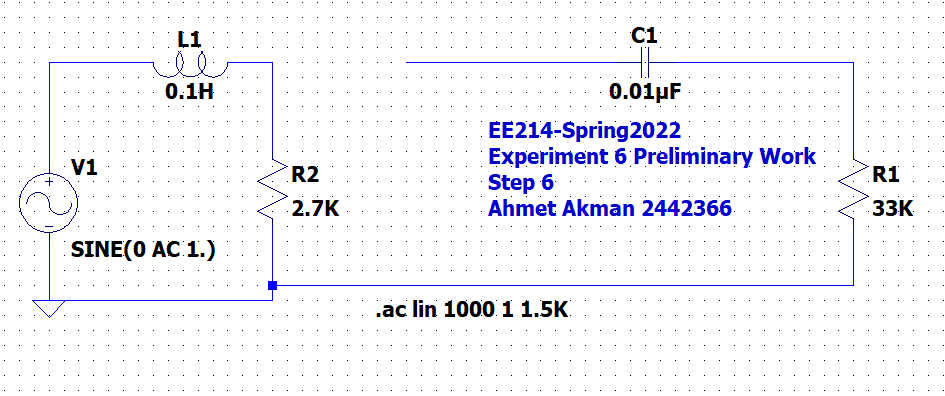 L1
0.1H
C1
0.01µF
EE214-Spring2022
Experiment 6 Preliminary Work
Step 6
Ahmet Akman 2442366
V1
+
−
SINE(0 AC 1.)
R2
2.7K
R1
33K
.ac lin 1000 1 1.5K